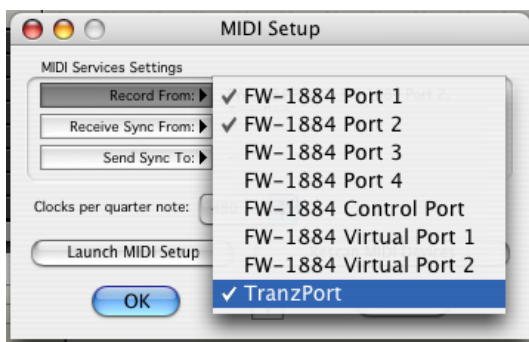 MIDI Setup
MIDI Services Settings
Record From:
Receive Sync From:
Send Sync To:
✓ FW-1884 Port 1
✓ FW-1884 Port 2
FW-1884 Port 3
FW-1884 Port 4
FW-1884 Control Port
FW-1884 Virtual Port 1
FW-1884 Virtual Port 2
✓ TranzPort
Clocks per quarter note:
Launch MIDI Setup
OK